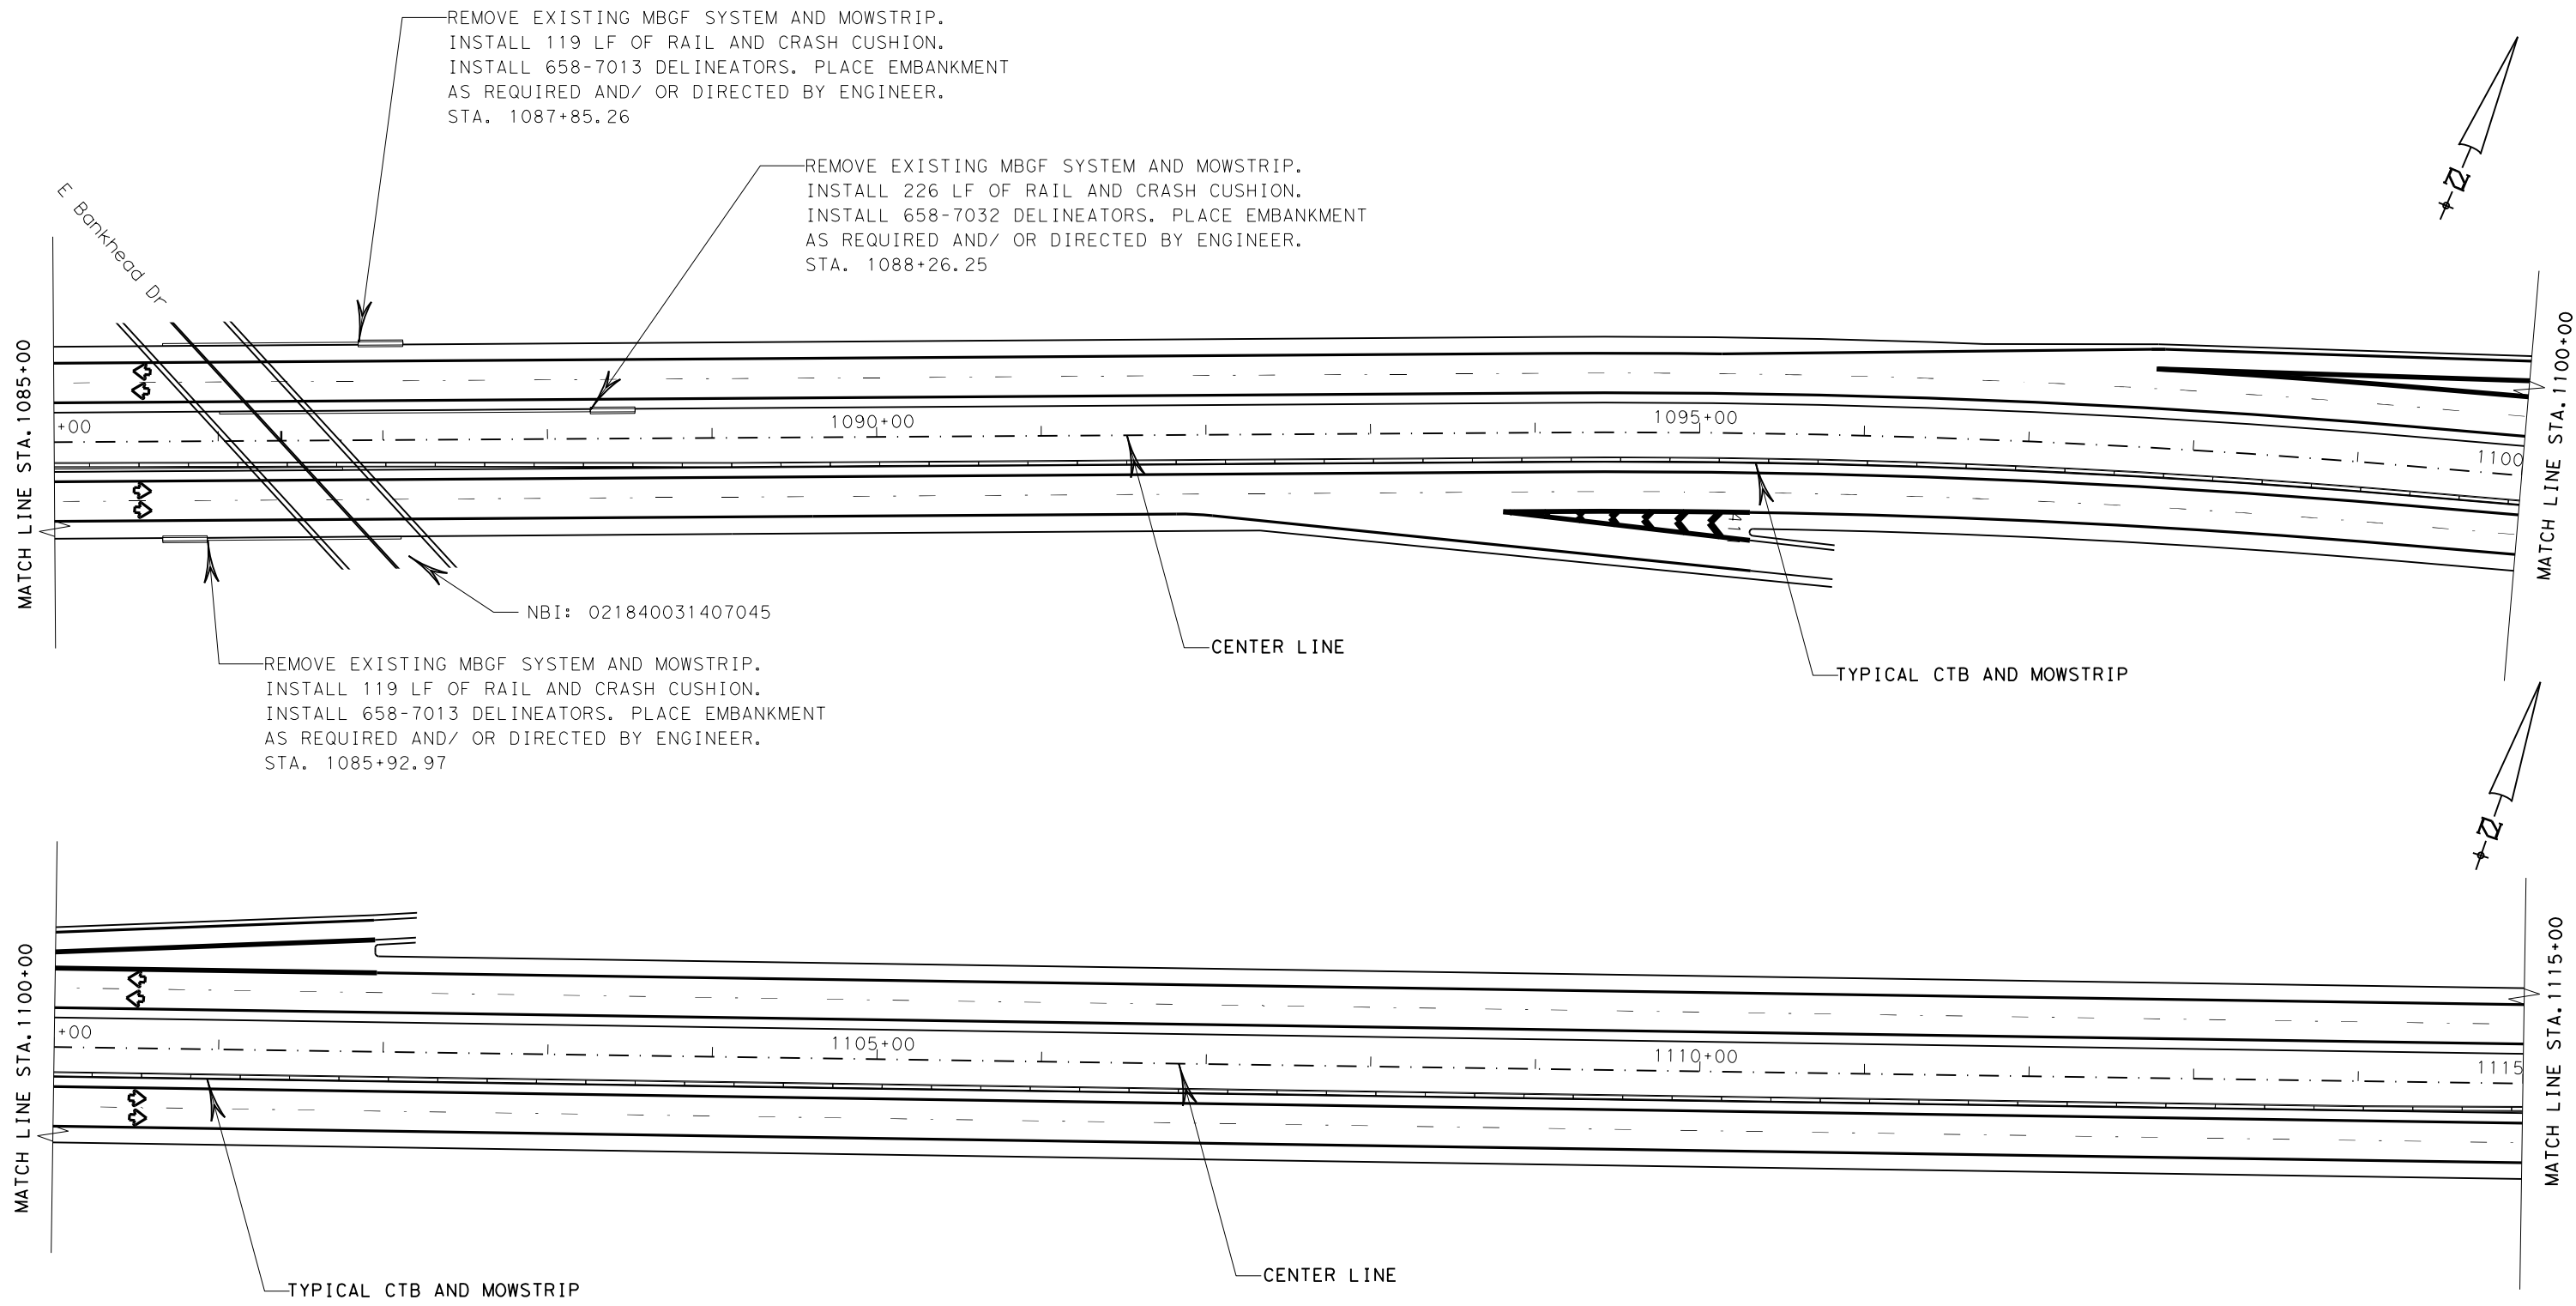 REMOVE EXISTING MBGF SYSTEM AND MOWSTRIP.
INSTALL 119 LF OF RAIL AND CRASH CUSHION.
INSTALL 658-7013 DELINEATORS. PLACE EMBANKMENT
AS REQUIRED AND/ OR DIRECTED BY ENGINEER.
STA. 1087+85.26
REMOVE EXISTING MBGF SYSTEM AND MOWSTRIP.
INSTALL 226 LF OF RAIL AND CRASH CUSHION.
INSTALL 658-7032 DELINEATORS. PLACE EMBANKMENT
AS REQUIRED AND/ OR DIRECTED BY ENGINEER.
STA. 1088+26.25
N
E Bankhead Dr
MATCH LINE STA.1085+00
+00
1090+00
1095+00
1100
MATCH LINE STA.1100+00
NBI: 021840031407045
CENTER LINE
TYPICAL CTB AND MOWSTRIP
REMOVE EXISTING MBGF SYSTEM AND MOWSTRIP.
INSTALL 119 LF OF RAIL AND CRASH CUSHION.
INSTALL 658-7013 DELINEATORS. PLACE EMBANKMENT
AS REQUIRED AND/ OR DIRECTED BY ENGINEER.
STA. 1085+92.97
N
MATCH LINE STA.1100+00
+00
1105+00
1110+00
1115
MATCH LINE STA.1115+00
TYPICAL CTB AND MOWSTRIP
CENTER LINE